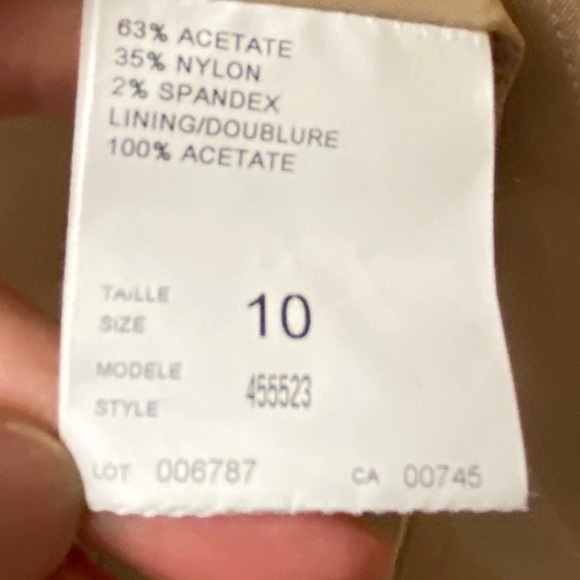 63% ACETATE
35% NYLON
2% SPANDEX
LINING/DOUBLURE
100% ACETATE
TAILLE
SIZE 10
MODELE
STYLE 455523
LOT 006787 CA 00745